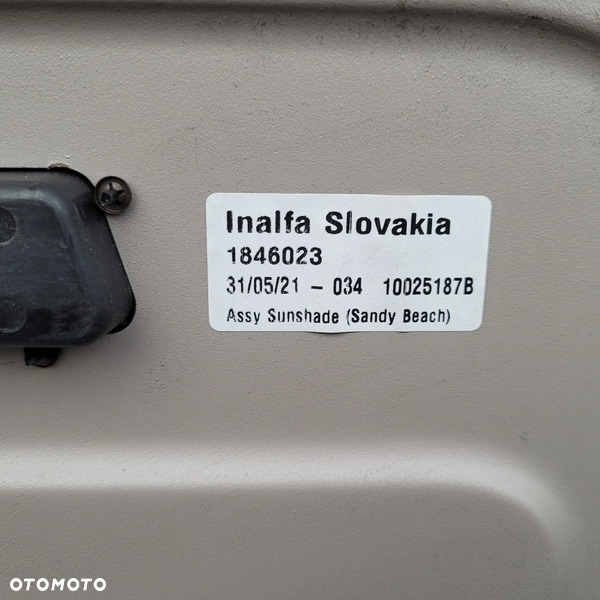 Inalfa Slovakia
1846023
31/05/21 - 034 10025187B
Assy Sunshade (Sandy Beach)
OTOMOTO